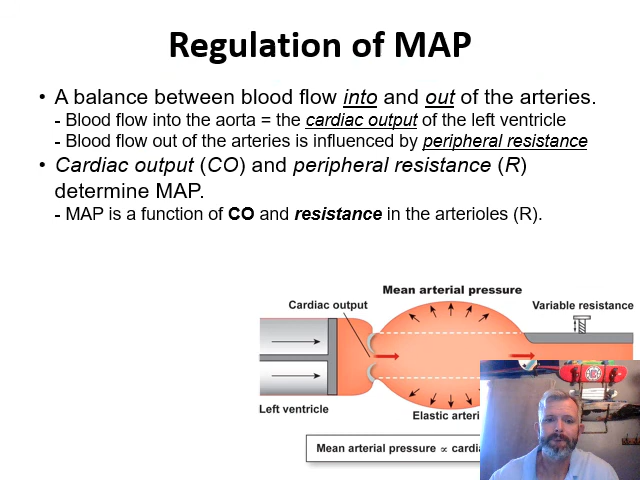 Regulation of MAP
• A balance between blood flow into and out of the arteries.
- Blood flow into the aorta = the cardiac output of the left ventricle
- Blood flow out of the arteries is influenced by peripheral resistance
• Cardiac output (CO) and peripheral resistance (R)
determine MAP.
- MAP is a function of CO and resistance in the arterioles (R).
Mean arterial pressure
Cardiac output
Variable resistance
Left ventricle
Elastic arteri
Mean arterial pressure ∝ cardia